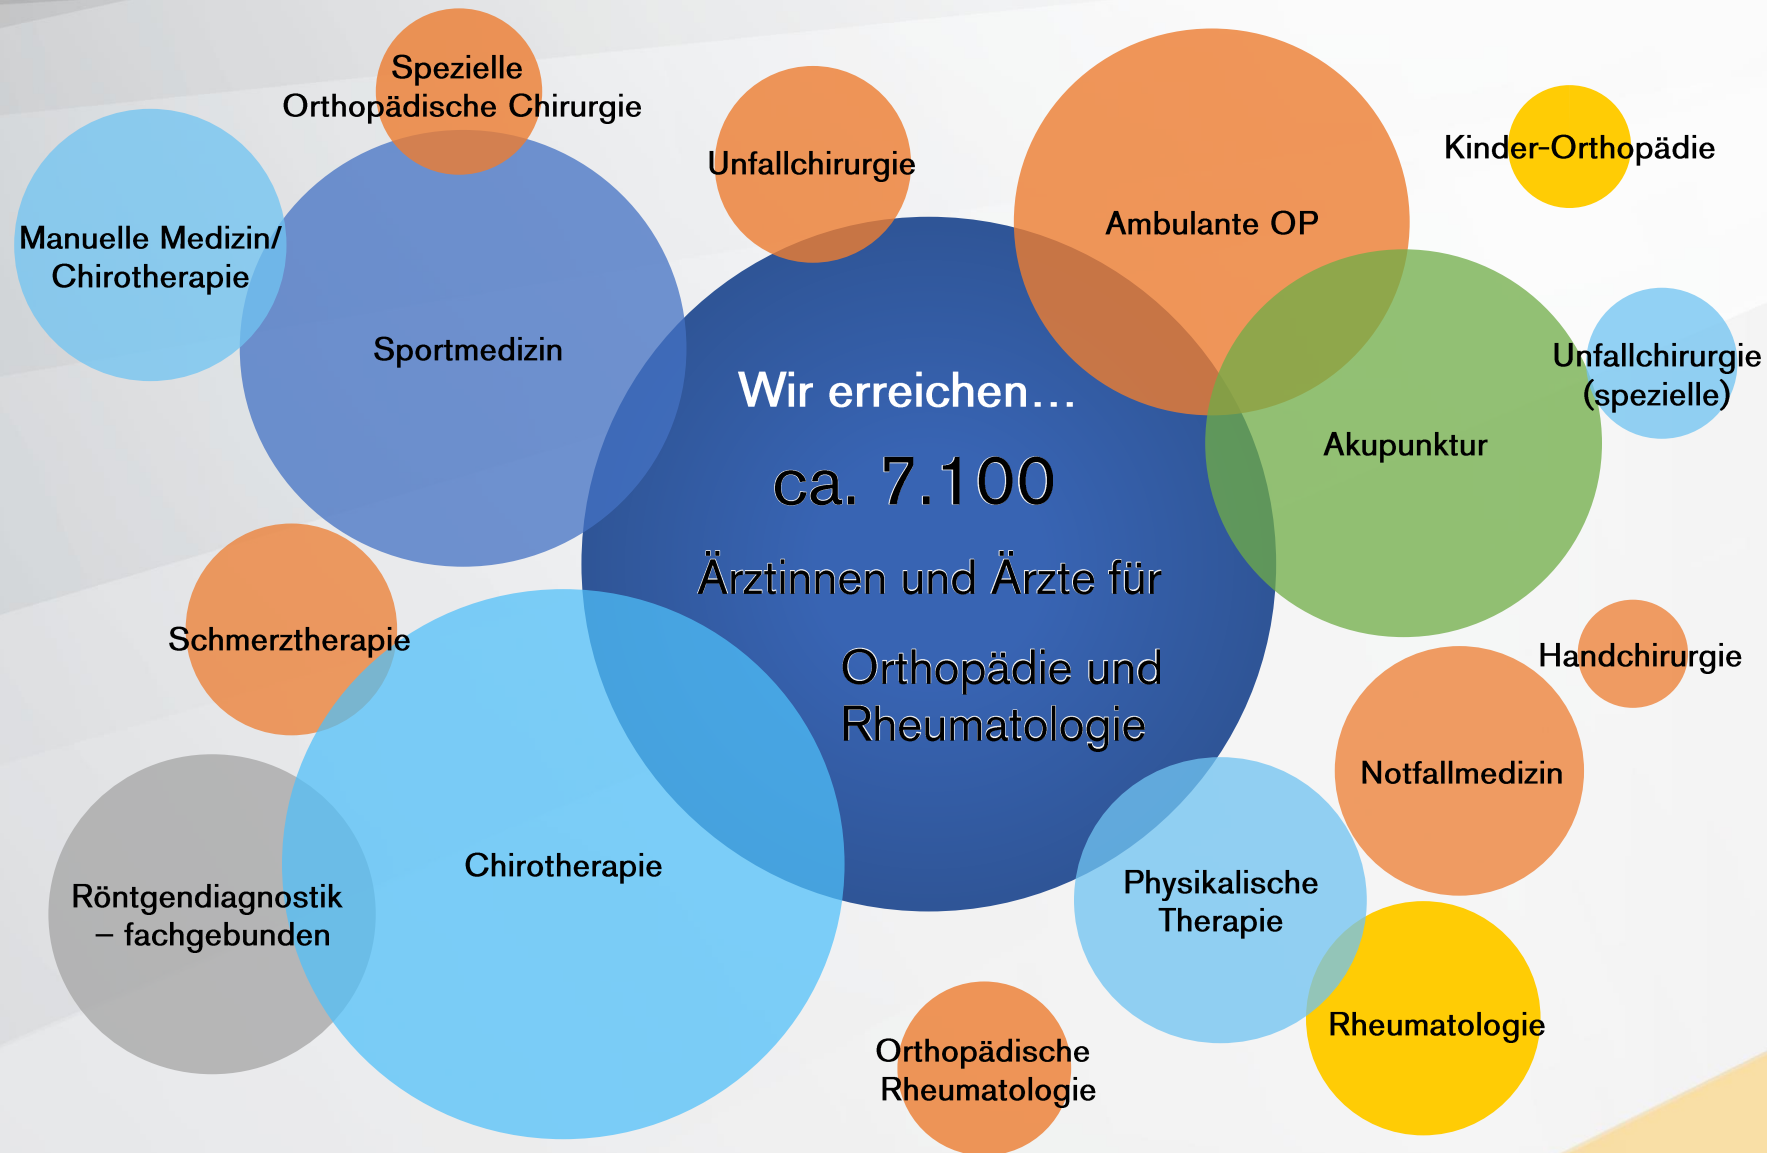 Spezielle
Orthopädische Chirurgie
Unfallchirurgie
Kinder-Orthopädie
Manuelle Medizin/
Chirotherapie
Ambulante OP
Sportmedizin
Unfallchirurgie
(spezielle)
Wir erreichen...
ca. 7.100
Ärztinnen und Ärzte für
Orthopädie und
Rheumatologie
Akupunktur
Schmerztherapie
Handchirurgie
Notfallmedizin
Chirotherapie
Röntgendiagnostik
– fachgebunden
Physikalische
Therapie
Rheumatologie
Orthopädische
Rheumatologie